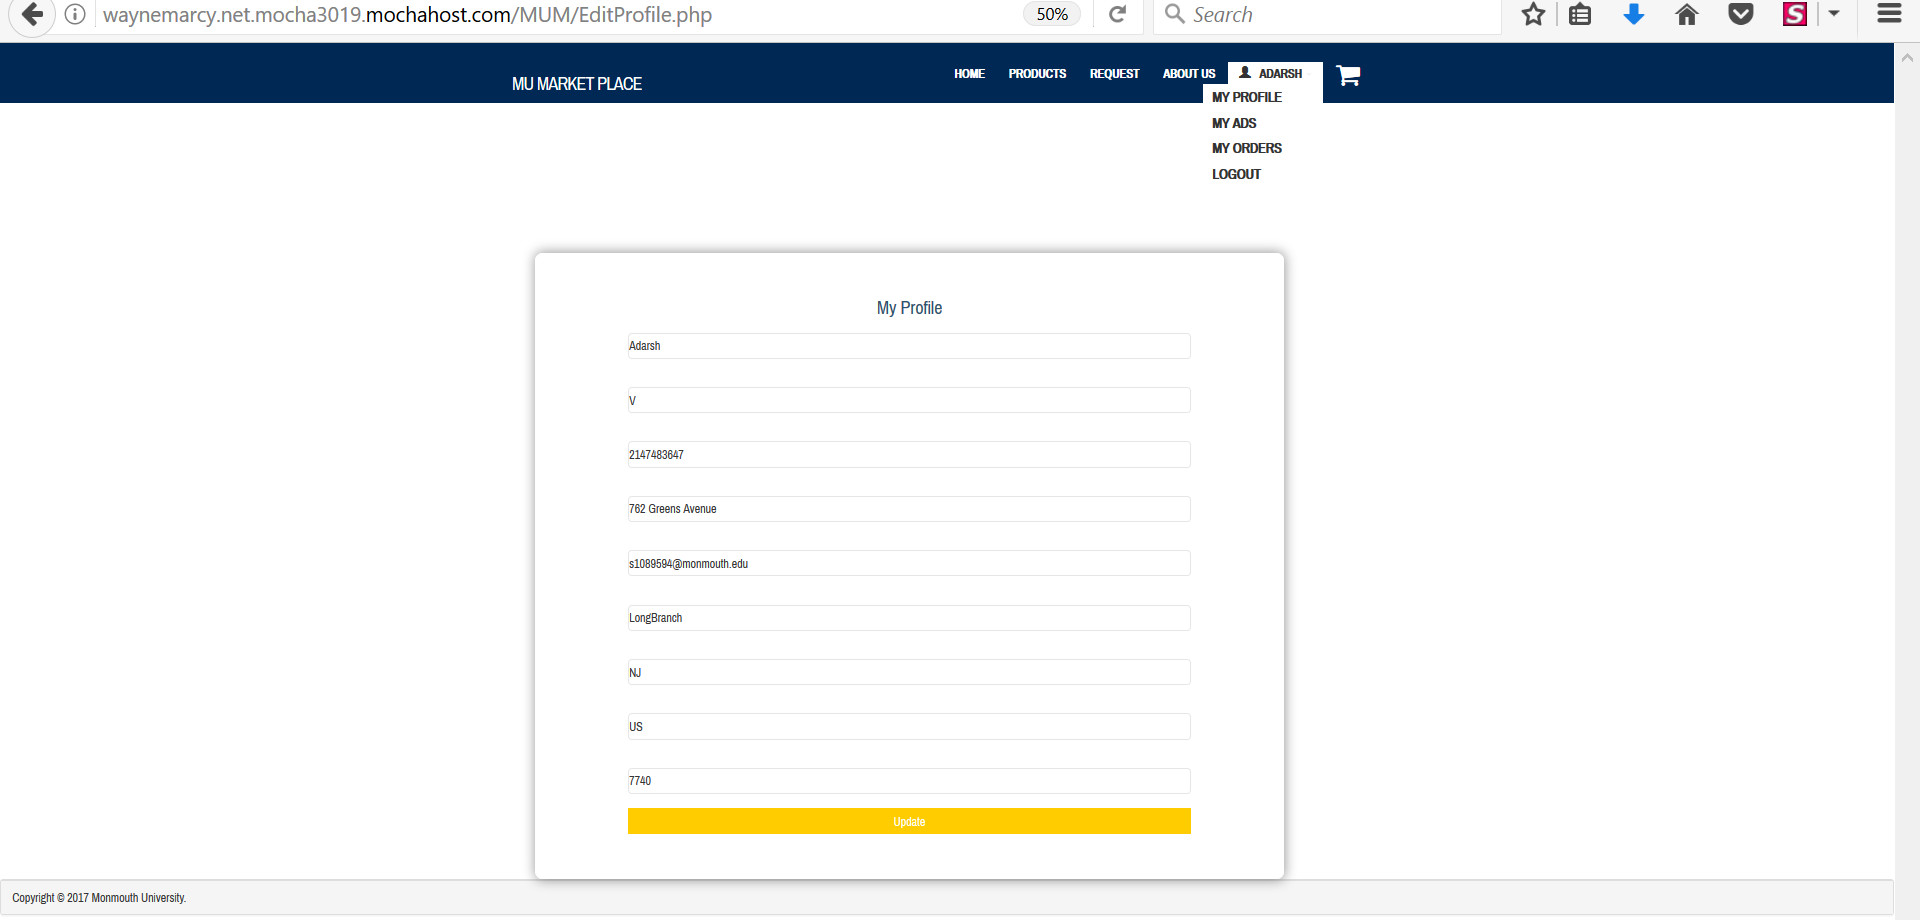 waynemarcy.net.mocha3019.mochahost.com/MUM/EditProfile.php
50%
Search
S
MU MARKET PLACE
HOME
PRODUCTS
REQUEST
ABOUT US
ADARSH
MY PROFILE
MY ADS
MY ORDERS
LOGOUT
My Profile
Adarsh
V
2147483647
762 Greens Avenue
s1089594@monmouth.edu
LongBranch
NJ
US
7740
Update
Copyright © 2017 Monmouth University.